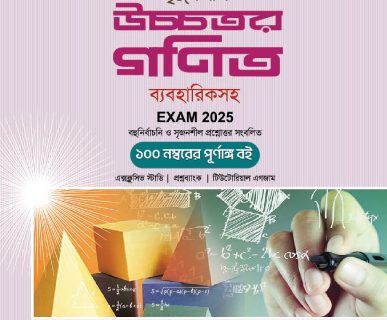 উচ্চতর
গণিত
ব্যবহারিকসহ
EXAM 2025
বহুনির্বাচনি ও সৃজনশীল প্রশ্নোত্তর সংবলিত
১০০ নম্বরের পূর্ণাঙ্গ বই
এক্সক্লুসিভ স্টাডি | প্রশ্নব্যাংক | টিউটোরিয়াল এগজাম